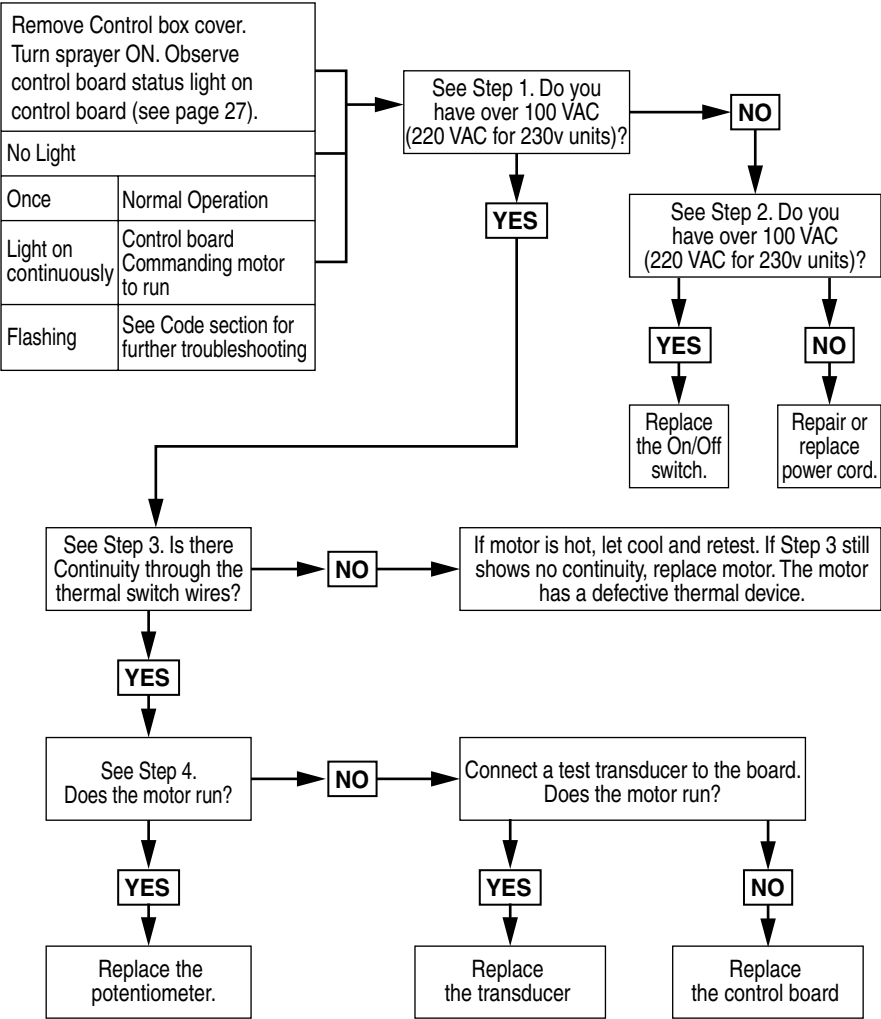 Remove Control box cover.
Turn sprayer ON. Observe
control board status light on
control board (see page 27).
No Light
Once
Normal Operation
Light on
continuously
Control board
Commanding motor
to run
Flashing
See Code section for
further troubleshooting
See Step 1. Do you
have over 100 VAC
(220 VAC for 230v units)?
NO
YES
See Step 2. Do you
have over 100 VAC
(220 VAC for 230v units)?
YES
NO
Replace
the On/Off
switch.
Repair or
replace
power cord.
See Step 3. Is there
Continuity through the
thermal switch wires?
NO
If motor is hot, let cool and retest. If Step 3 still
shows no continuity, replace motor. The motor
has a defective thermal device.
YES
See Step 4.
Does the motor run?
NO
Connect a test transducer to the board.
Does the motor run?
YES
YES
NO
Replace the
potentiometer.
Replace
the transducer
Replace
the control board